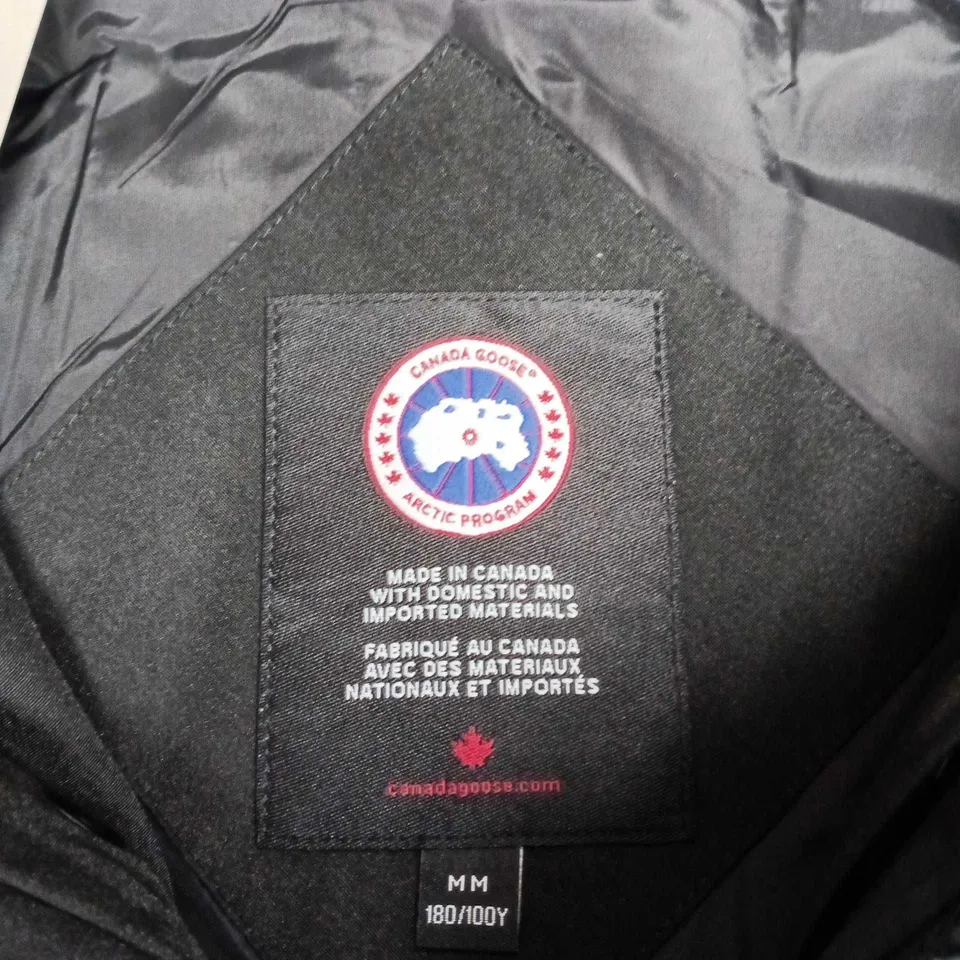 CANADA GOOSE®
ARCTIC PROGRAM
MADE IN CANADA
WITH DOMESTIC AND
IMPORTED MATERIALS
FABRIQUÉ AU CANADA
AVEC DES MATERIAUX
NATIONAUX ET IMPORTÉS
canadagoose.com
M M
180/100Y